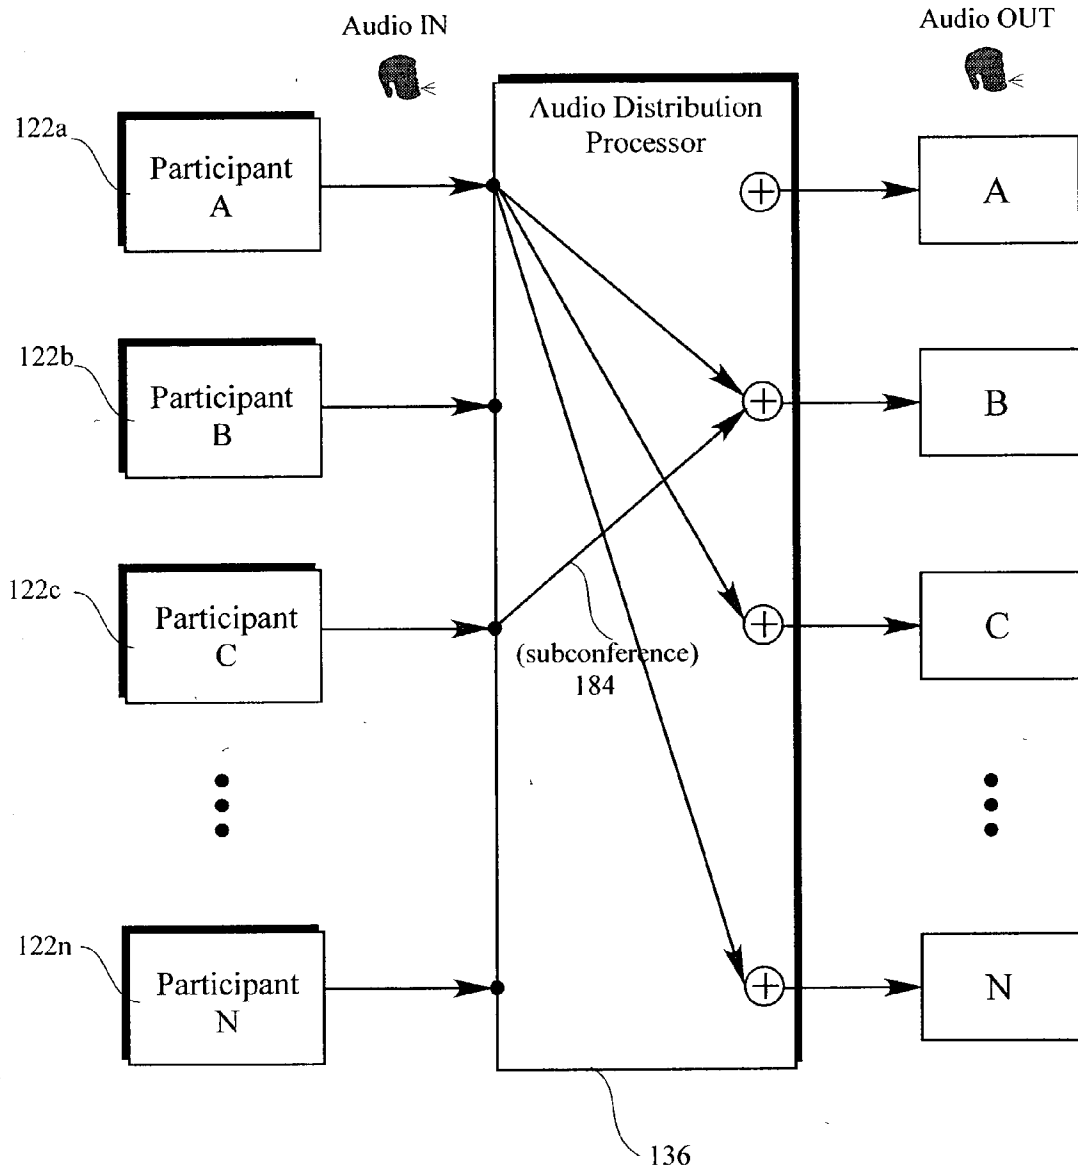 Audio IN
Audio OUT
Audio Distribution
Processor
122a
Participant
A
+
A
122b
Participant
B
+
B
122c
Participant
C
+
C
(subconference)
184
122n
Participant
N
+
N
136